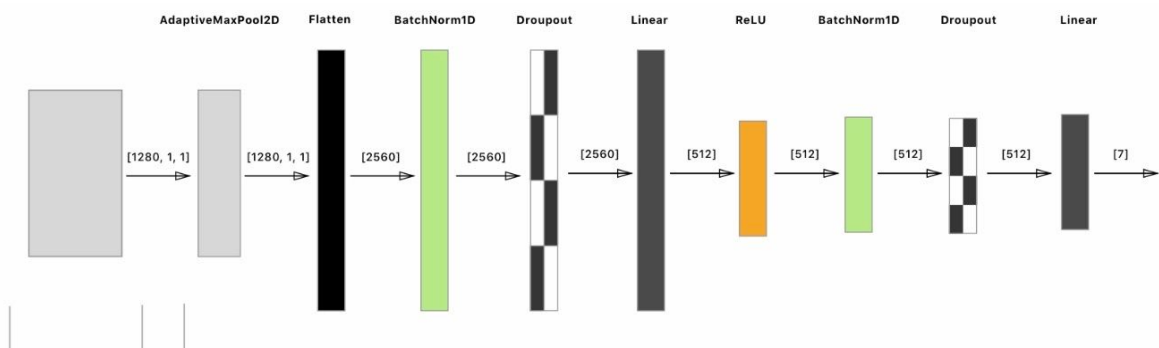 AdaptiveMaxPool2D Flatten BatchNorm1D Droupout Linear ReLU BatchNorm1D Droupout Linear
[1280, 1, 1] [1280, 1, 1] [2560] [2560] [2560] [512] [512] [512] [512] [7]